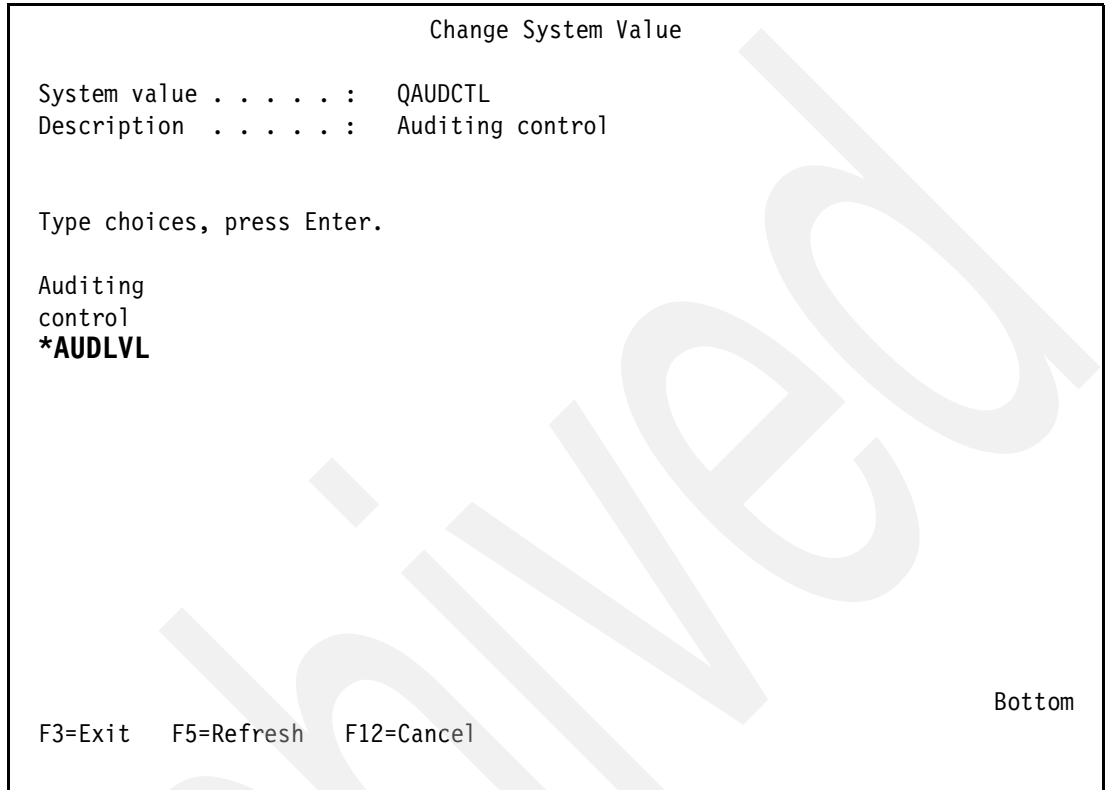 Change System Value
System value . . . . . :   QAUDCTL
Description  . . . . . :   Auditing control
Type choices, press Enter.
Auditing
control
*AUDLVL
Bottom
F3=Exit   F5=Refresh   F12=Cancel
hived